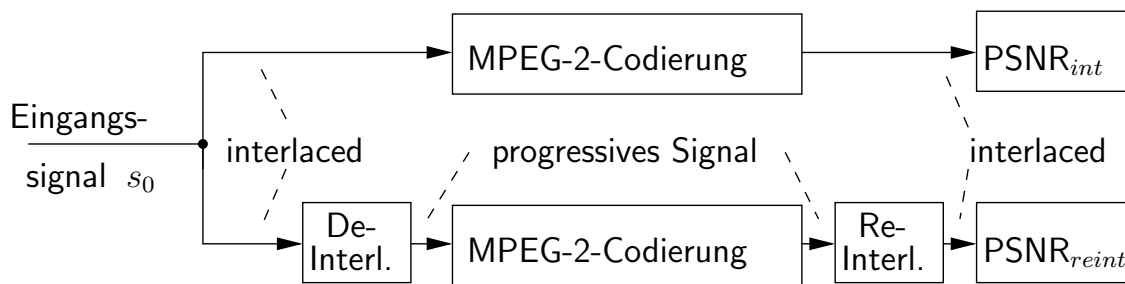 MPEG-2-Codierung
PSNR_int
Eingangs-
signal s_0
interlaced
progressives Signal
interlaced
De-
Interl.
MPEG-2-Codierung
Re-
Interl.
PSNR_reint